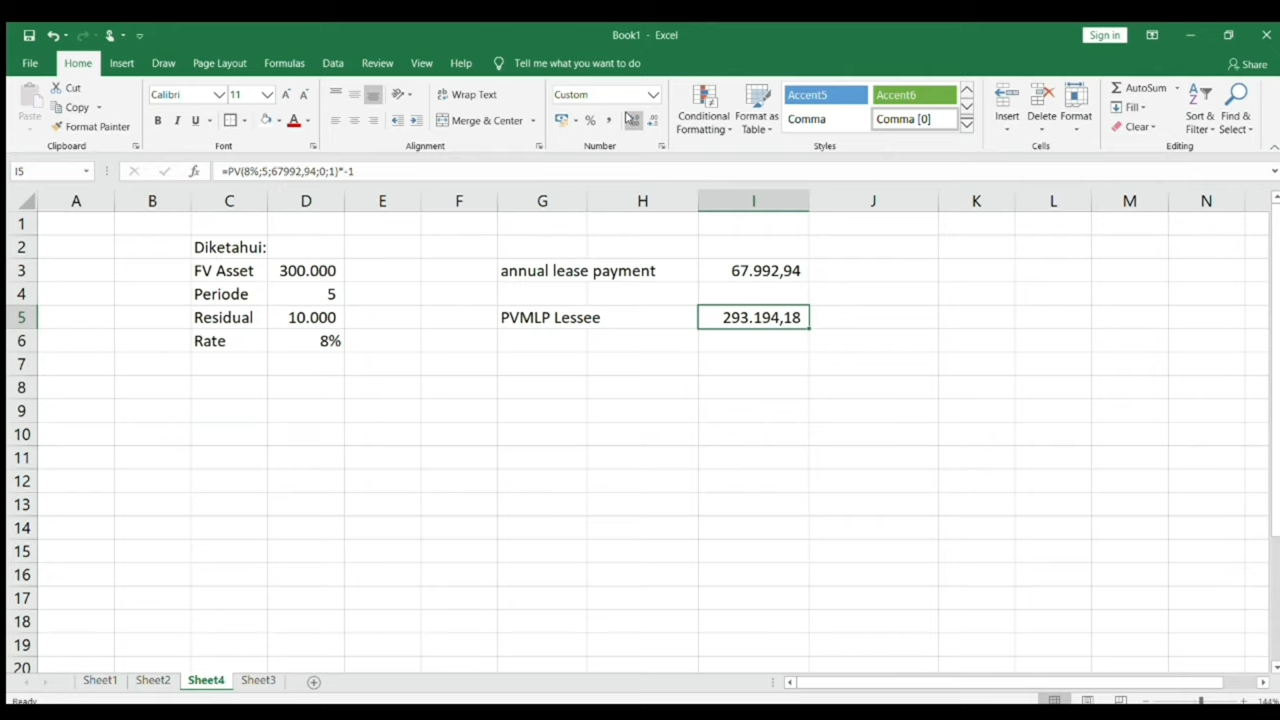 Book1 - Excel
Sign in
File Home Insert Draw Page Layout Formulas Data Review View Help Tell me what you want to do
Share
Paste
Cut
Copy
Format Painter
Clipboard
Calibri 11
B I U
Font
Wrap Text
Merge & Center
Alignment
Custom
Number
Conditional Formatting
Format as Table
Accent5 Accent6
Comma Comma [0]
Styles
Insert Delete Format
Cells
AutoSum
Fill
Clear
Sort & Filter
Find & Select
Editing
I5 fx =PV(8%;5;67992,94;0;1)*-1
A B C D E F G H I J K L M N
1
2 Diketahui:
3 FV Asset 300.000 annual lease payment 67.992,94
4 Periode 5
5 Residual 10.000 PVMLP Lessee 293.194,18
6 Rate 8%
7
8
9
10
11
12
13
14
15
16
17
18
19
20
Sheet1 Sheet2 Sheet4 Sheet3
Ready 144%